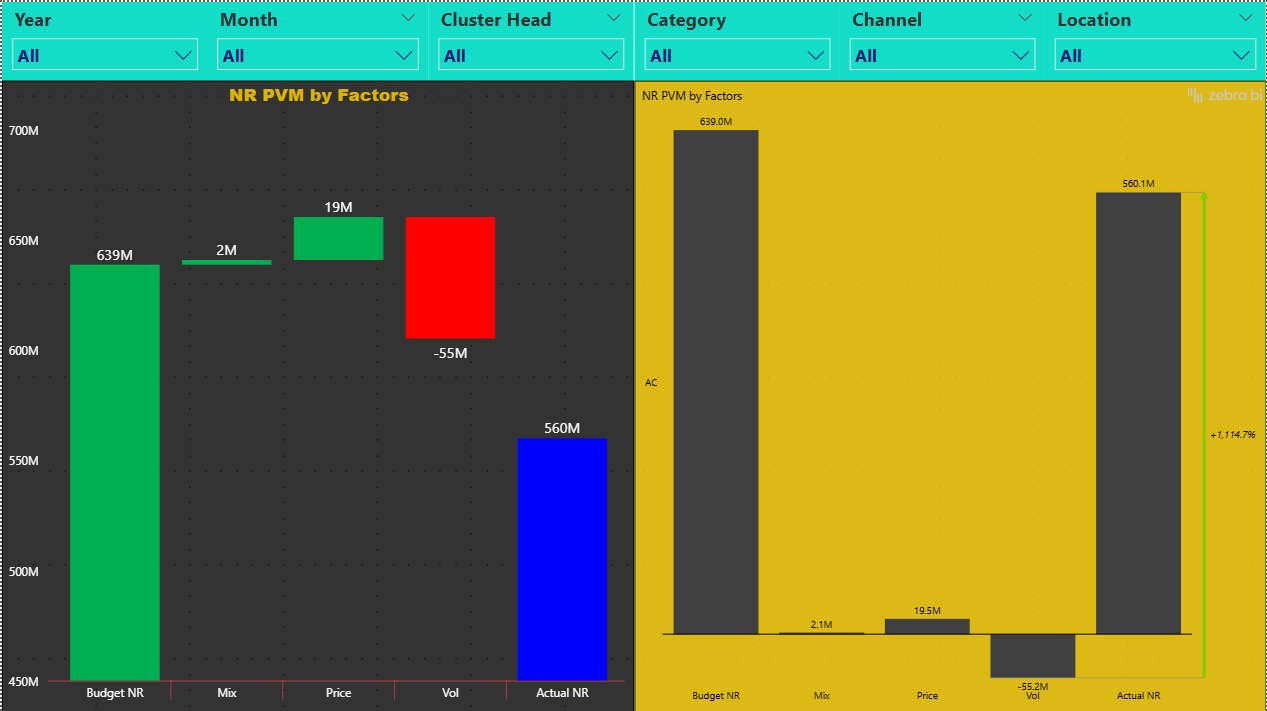 Year
Month
Cluster Head
Category
Channel
Location
All
All
All
All
All
All
NR PVM by Factors
700M
650M
600M
550M
500M
450M
639M
2M
19M
-55M
560M
Budget NR
Mix
Price
Vol
Actual NR
NR PVM by Factors
zebra bi
639.0M
560.1M
AC
+1,114.7%
2.1M
19.5M
-55.2M
Budget NR
Mix
Price
Vol
Actual NR